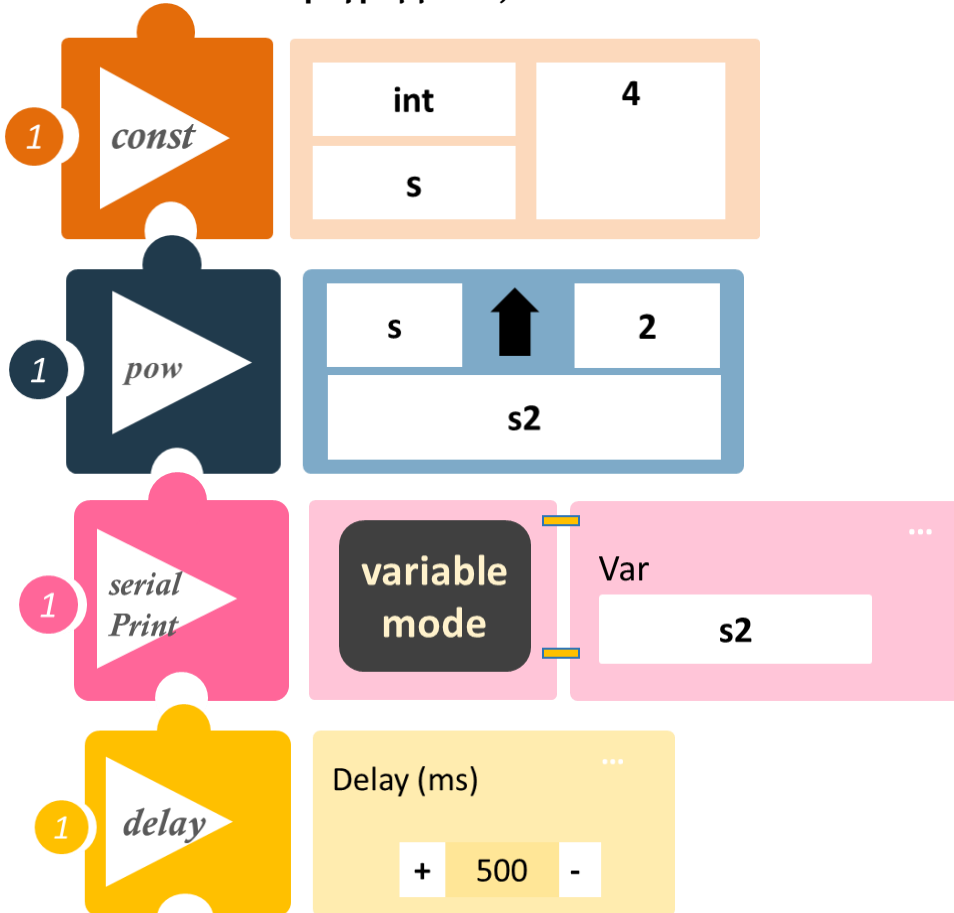 1
const
int
s
4
1
pow
s
2
s2
1
serial
Print
variable
mode
...
Var
s2
1
delay
...
Delay (ms)
+ 500 -